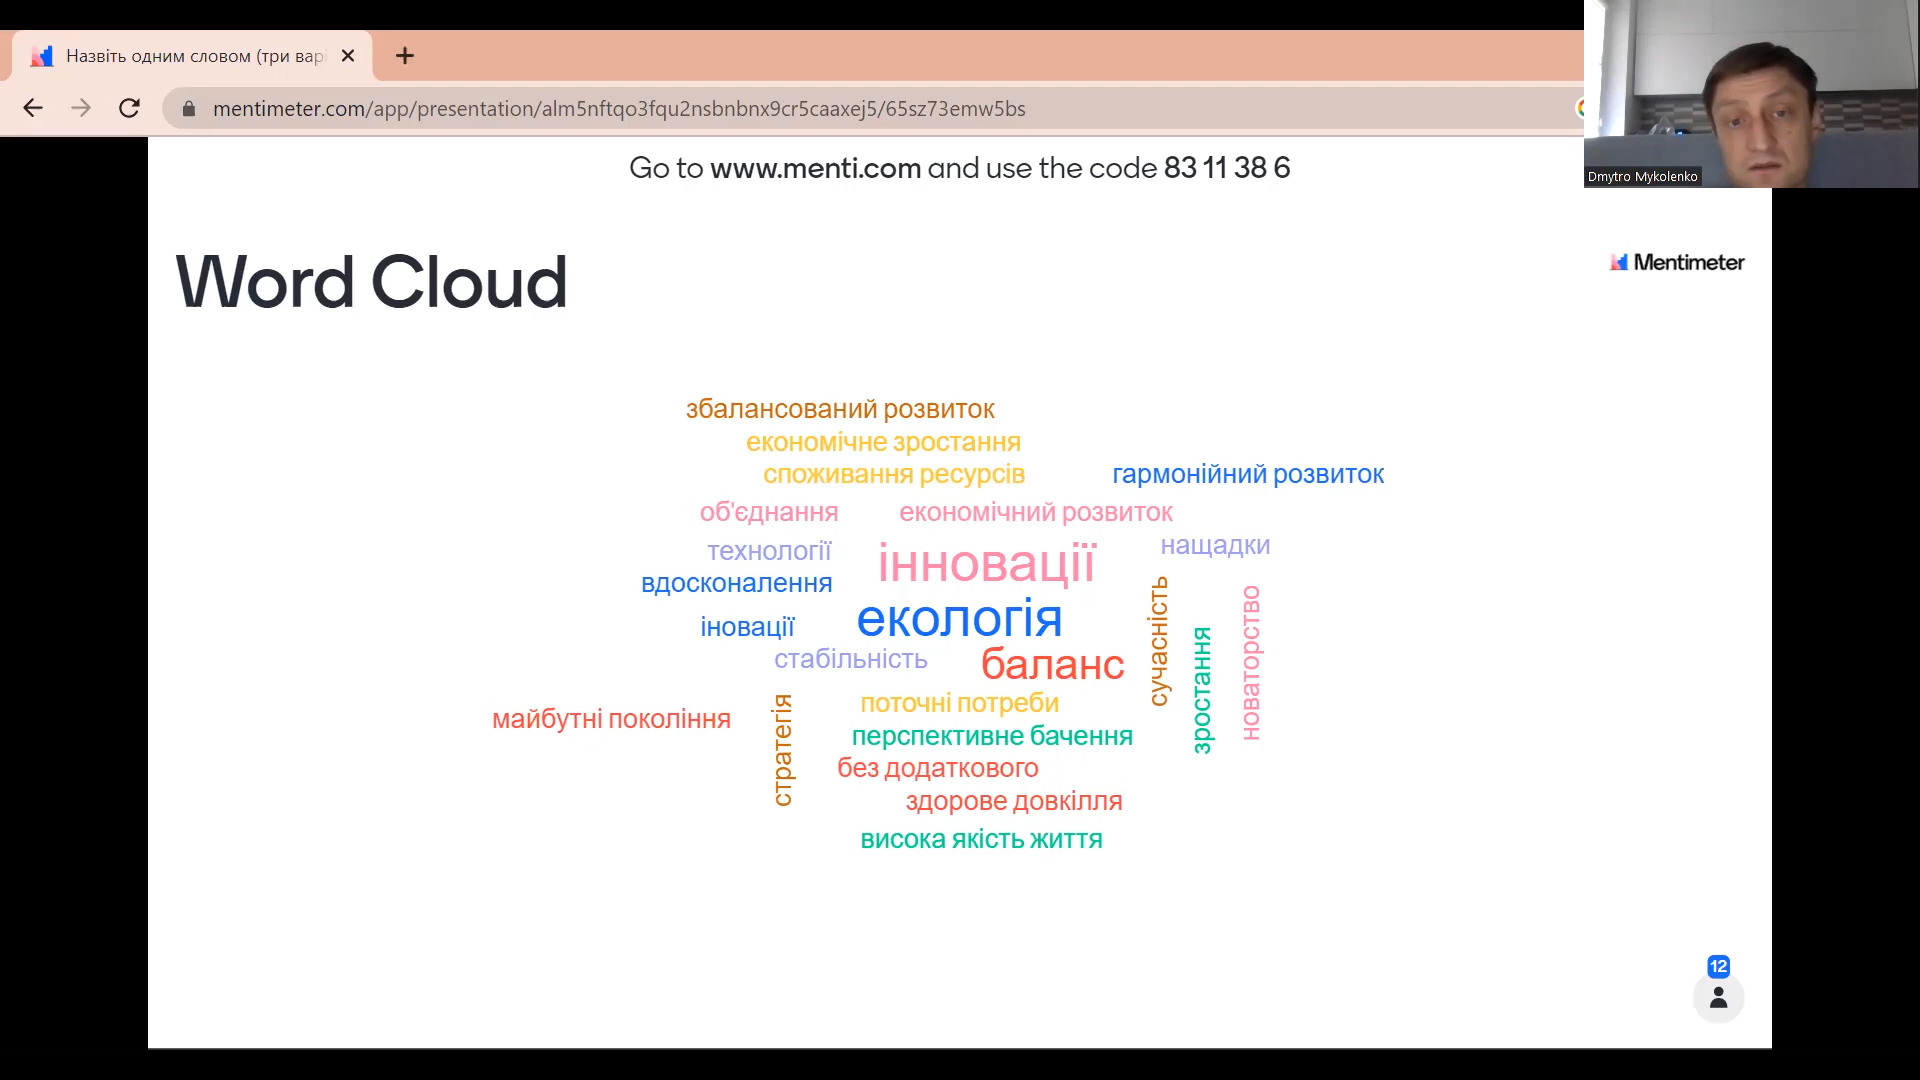 Назвіть одним словом (три варі
mentimeter.com/app/presentation/alm5nftqo3fqu2nsbnbnx9cr5caaxej5/65sz73emw5bs
Dmytro Mykolenko
Go to www.menti.com and use the code 83 11 38 6
Word Cloud
Mentimeter
збалансований розвиток
економічне зростання
споживання ресурсів
гармонійний розвиток
об'єднання
економічний розвиток
технології
інновації
нащадки
вдосконалення
іновації
екологія
сучасність
зростання
новаторство
стабільність
баланс
майбутні покоління
стратегія
поточні потреби
перспективне бачення
без додаткового
здорове довкілля
висока якість життя
12